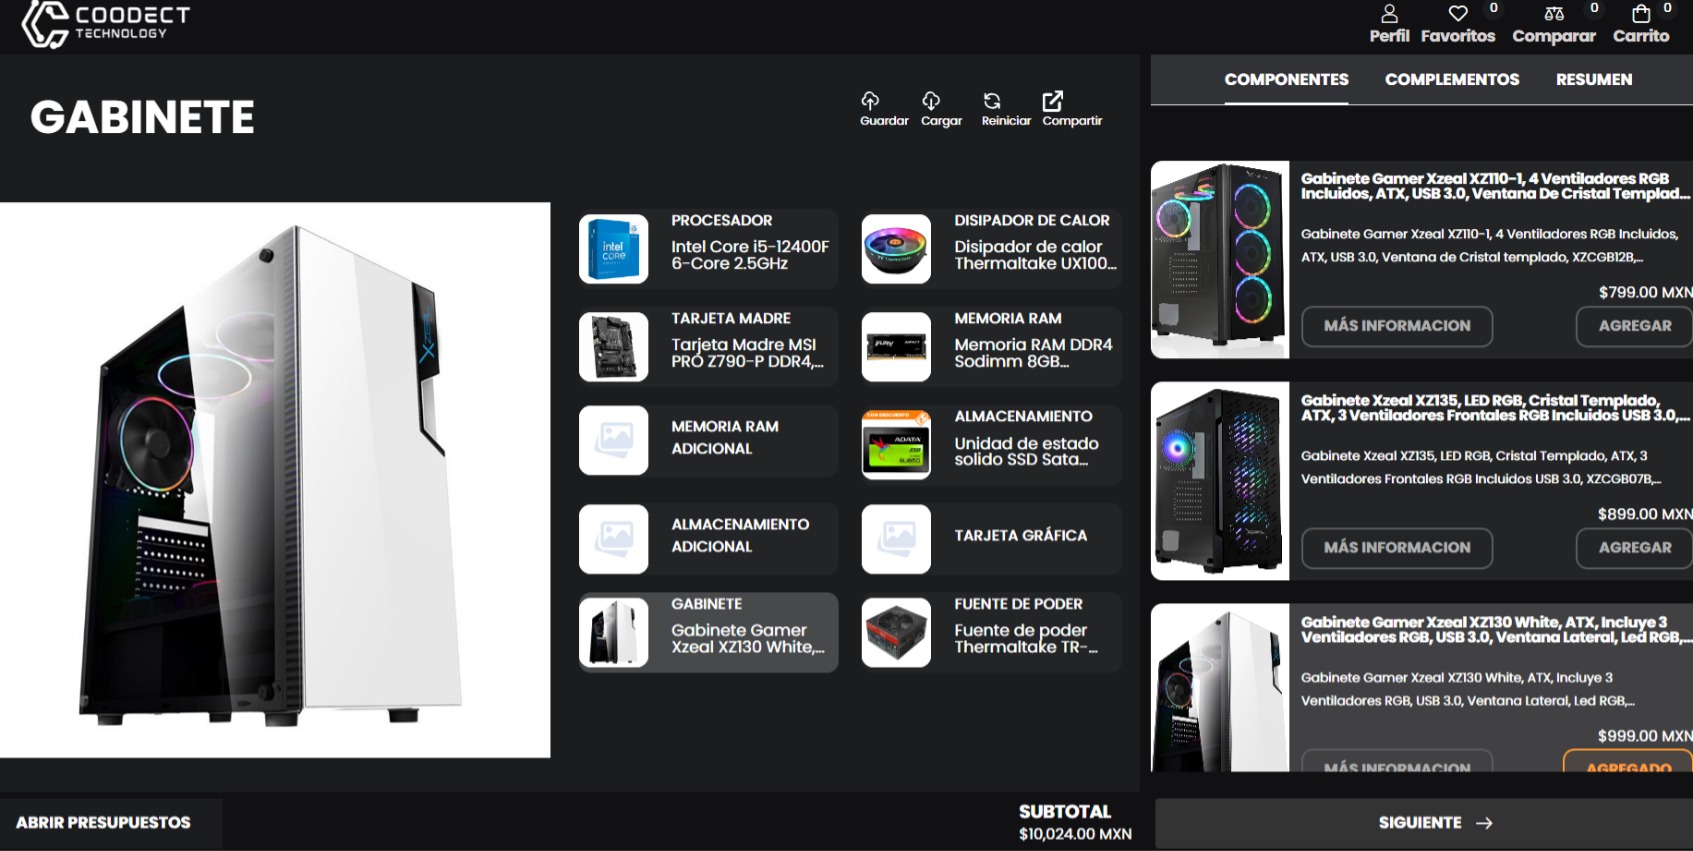 COODECT
TECHNOLOGY
0
0
0
Perfil
Favoritos
Comparar
Carrito
GABINETE
Guardar
Cargar
Reiniciar
Compartir
COMPONENTES
COMPLEMENTOS
RESUMEN
PROCESADOR
Intel Core i5-12400F
6-Core 2.5GHz
DISIPADOR DE CALOR
Disipador de calor
Thermaltake UX100...
TARJETA MADRE
Tarjeta Madre MSI
PRO Z790-P DDR4,...
MEMORIA RAM
Memoria RAM DDR4
Sodimm 8GB...
MEMORIA RAM
ADICIONAL
ALMACENAMIENTO
Unidad de estado
solido SSD Sata...
ALMACENAMIENTO
ADICIONAL
TARJETA GRÁFICA
GABINETE
Gabinete Gamer
Xzeal XZ130 White,...
FUENTE DE PODER
Fuente de poder
Thermaltake TR-...
intel
CORE
i5
FURY
IMPACT
CON DESCUENTO
ADATA
SU650
Xzeal
Gabinete Gamer Xzeal XZ110-1, 4 Ventiladores RGB
Incluidos, ATX, USB 3.0, Ventana De Cristal Templad...
Gabinete Gamer Xzeal XZ110-1, 4 Ventiladores RGB Incluidos,
ATX, USB 3.0, Ventana de Cristal templado, XZCGB12B,...
$799.00 MXN
MÁS INFORMACION
AGREGAR
Gabinete Xzeal XZ135, LED RGB, Cristal Templado,
ATX, 3 Ventiladores Frontales RGB Incluidos USB 3.0,...
Gabinete Xzeal XZ135, LED RGB, Cristal Templado, ATX, 3
Ventiladores Frontales RGB Incluidos USB 3.0, XZCGB07B,...
$899.00 MXN
MÁS INFORMACION
AGREGAR
Gabinete Gamer Xzeal XZ130 White, ATX, Incluye 3
Ventiladores RGB, USB 3.0, Ventana Lateral, Led RGB,...
Gabinete Gamer Xzeal XZ130 White, ATX, Incluye 3
Ventiladores RGB, USB 3.0, Ventana Lateral, Led RGB,...
$999.00 MXN
MÁS INFORMACION
AGREGADO
ABRIR PRESUPUESTOS
SUBTOTAL
$10,024.00 MXN
SIGUIENTE